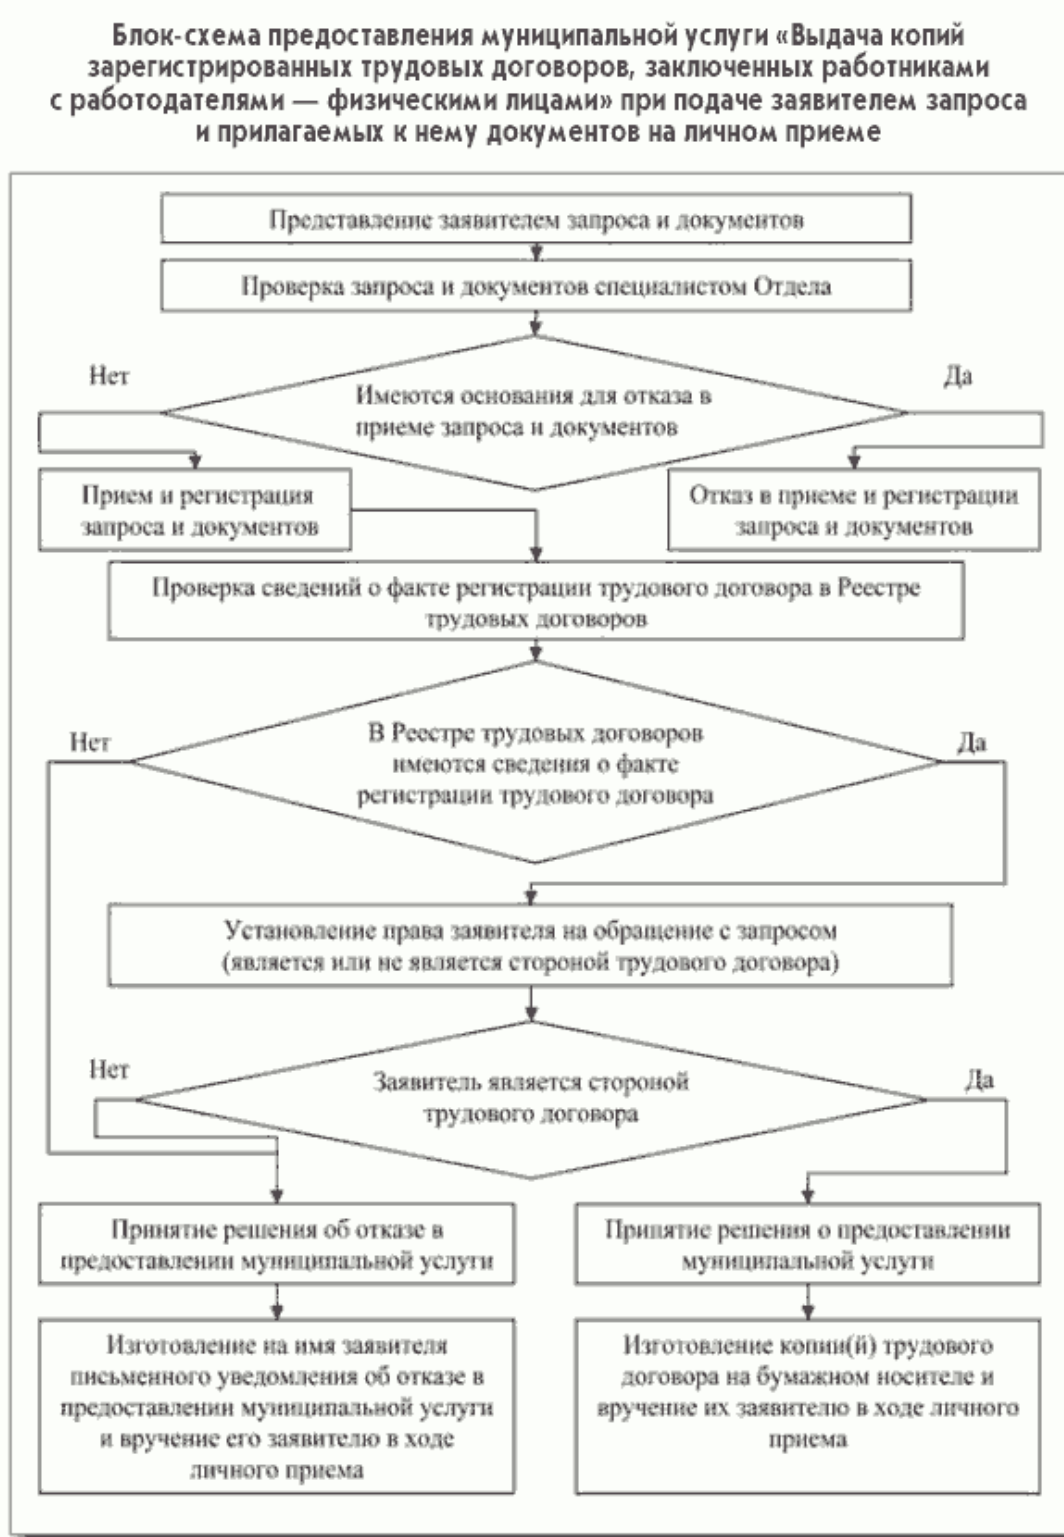 Блок-схема предоставления муниципальной услуги «Выдача копий
зарегистрированных трудовых договоров, заключенных работниками
с работодателями — физическими лицами» при подаче заявителем запроса
и прилагаемых к нему документов на личном приеме
Представление заявителем запроса и документов
Проверка запроса и документов специалистом Отдела
Нет
Да
Имеются основания для отказа в
приеме запроса и документов
Прием и регистрация
запроса и документов
Отказ в приеме и регистрации
запроса и документов
Проверка сведений о факте регистрации трудового договора в Реестре
трудовых договоров
Нет
Да
В Реестре трудовых договоров
имеются сведения о факте
регистрации трудового договора
Установление права заявителя на обращение с запросом
(является или не является стороной трудового договора)
Нет
Да
Заявитель является стороной
трудового договора
Принятие решения об отказе в
предоставлении муниципальной услуги
Принятие решения о предоставлении
муниципальной услуги
Изготовление на имя заявителя
письменного уведомления об отказе в
предоставлении муниципальной услуги
и вручение его заявителю в ходе
личного приема
Изготовление копии(й) трудового
договора на бумажном носителе и
вручение их заявителю в ходе личного
приема